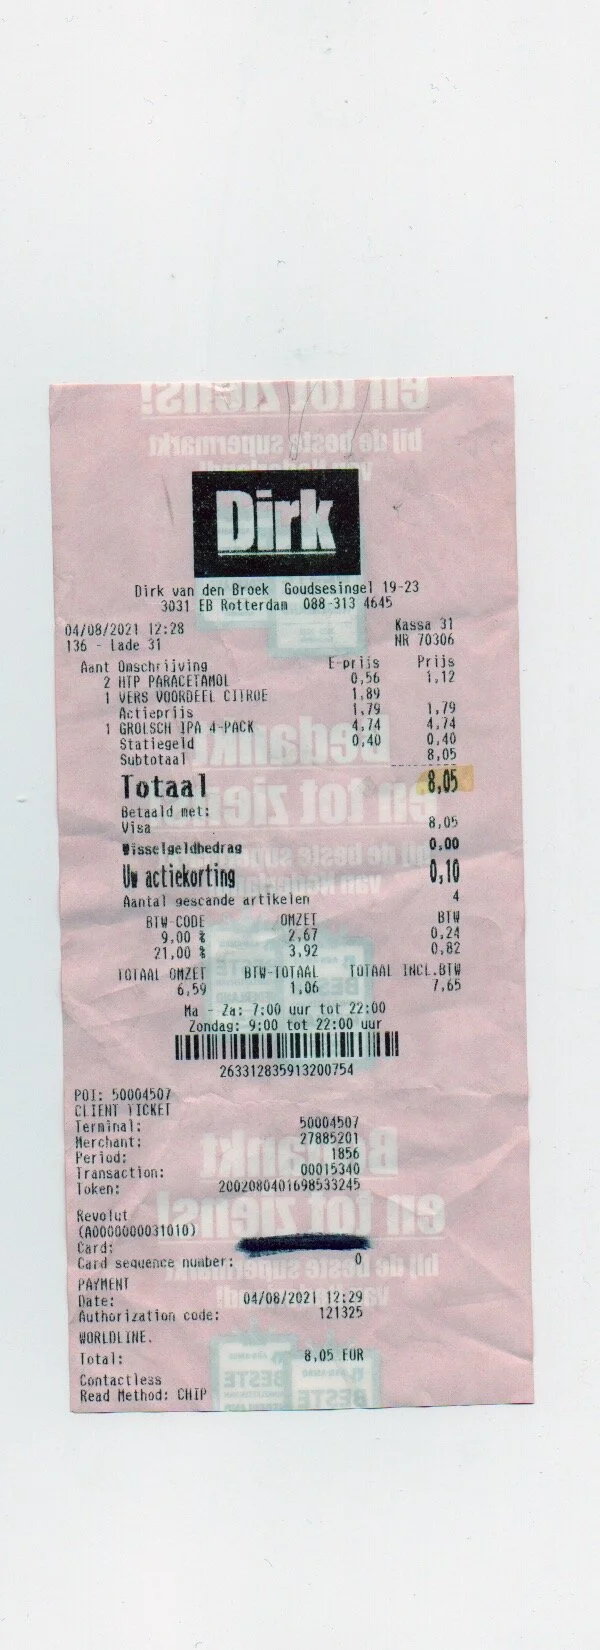 Dirk
Dirk van den Broek Goudsesingel 19-23
3031 EB Rotterdam 088-313 4645
04/08/2021 12:28 Kassa 31
136 - Lade 31 NR 70306
Aant Omschrijving E-prijs Prijs
2 HTP PARACETAMOL 0,56 1,12
1 VERS VOORDEEL CITROE 1,89
Actieprijs 1,79 1,79
1 GROLSCH IPA 4-PACK 4,74 4,74
Statiegeld 0,40 0,40
Subtotaal 8,05
Totaal 8,05
Betaald met:
Visa 8,05
Wisselgeldbedrag 0,00
Uw actiekorting 0,10
Aantal gescande artikelen 4
BTW-CODE OMZET BTW
9,00 % 2,67 0,24
21,00 % 3,92 0,82
TOTAAL OMZET BTW-TOTAAL TOTAAL INCL.BTW
6,59 1,06 7,65
Ma - Za: 7:00 uur tot 22:00
Zondag: 9:00 tot 22:00 uur
263312835913200754
POI: 50004507
CLIENT TICKET
Terminal: 50004507
Merchant: 27885201
Period: 1856
Transaction: 00015340
Token: 2002080401698533245
Revolut
(A0000000031010)
Card:
Card sequence number: 0
PAYMENT
Date: 04/08/2021 12:29
Authorization code: 121325
WORLDLINE.
Total: 8,05 EUR
Contactless
Read Method: CHIP